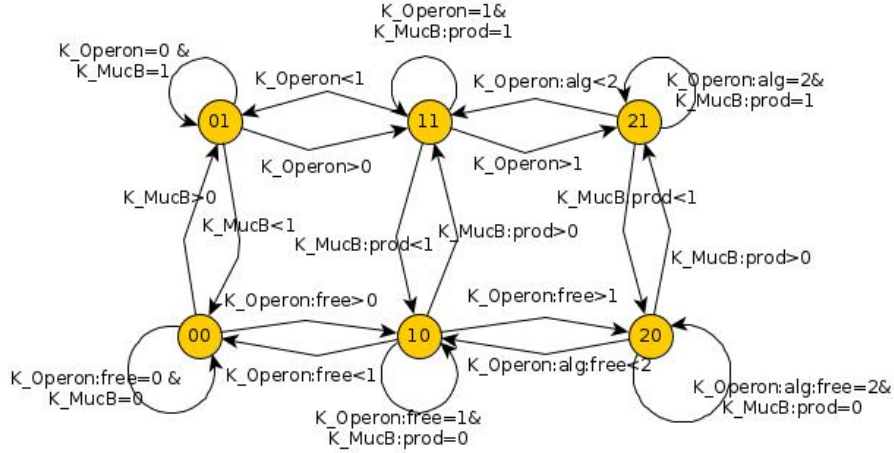 K_Operon=1&
K_MucB:prod=1
K_Operon=0 &
K_MucB=1
K_Operon<1
K_Operon:alg<2
K_Operon:alg=2&
K_MucB:prod=1
01
11
21
K_Operon>0
K_Operon>1
K_MucB>0
K_MucB<1
K_MucB:prod<1
K_MucB:prod>0
K_MucB:prod<1
K_MucB:prod>0
K_Operon:free>0
K_Operon:free>1
00
10
20
K_Operon:free=0 &
K_MucB=0
K_Operon:free<1
K_Operon:alg:free<2
K_Operon:alg:free=2&
K_MucB:prod=0
K_Operon:free=1&
K_MucB:prod=0